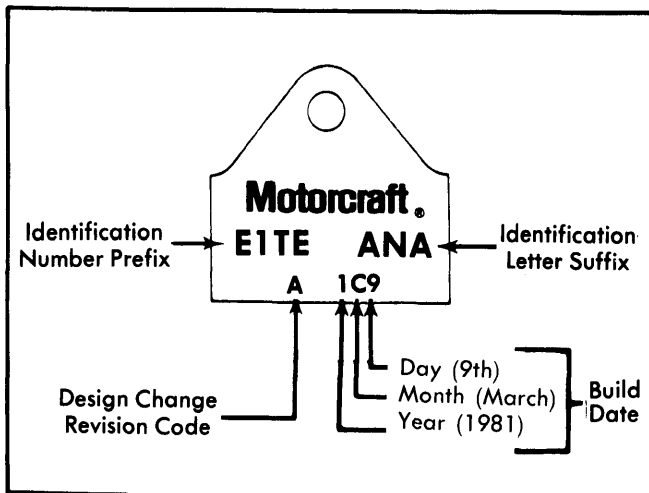 Motorcraft®
Identification Number Prefix
E1TE ANA
Identification Letter Suffix
A 1C9
Design Change Revision Code
Day (9th)
Month (March)
Year (1981)
Build Date